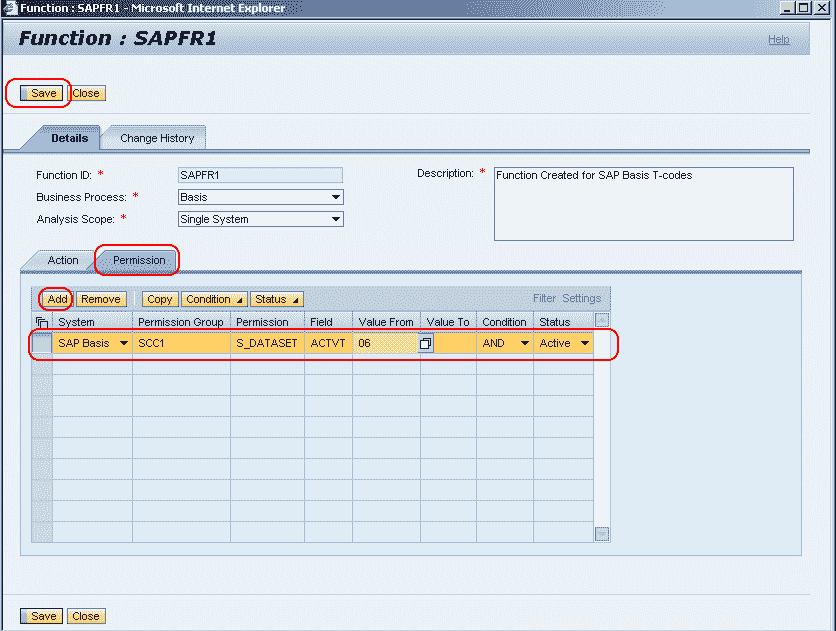 Function : SAPFR1 - Microsoft Internet Explorer
Function : SAPFR1
Help
Save Close
Details Change History
Function ID: * SAPFR1
Description: * Function Created for SAP Basis T-codes
Business Process: * Basis
Analysis Scope: * Single System
Action Permission
Add Remove Copy Condition Status Filter Settings
System Permission Group Permission Field Value From Value To Condition Status
SAP Basis SCC1 S_DATASET ACTVT 06 AND Active
Save Close